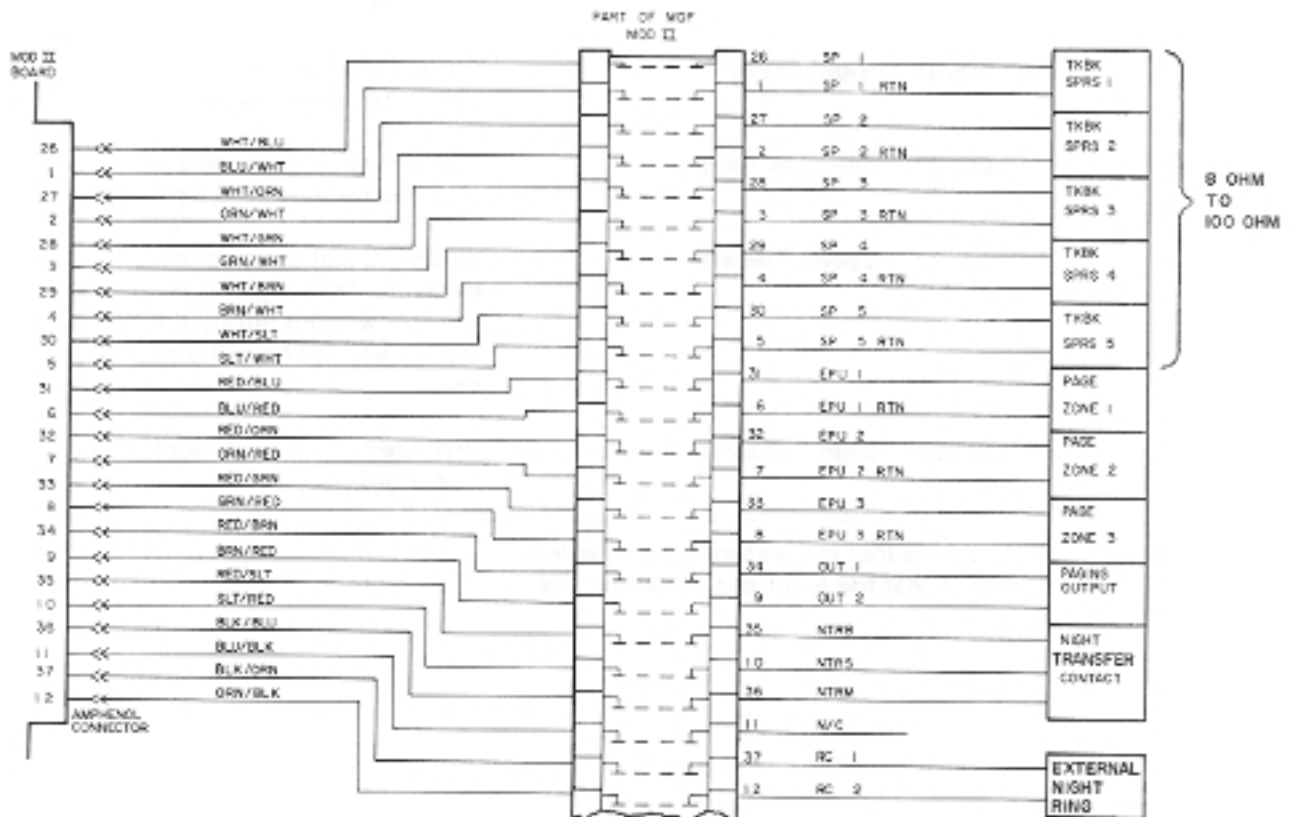 PART OF MDF
MOD II
MOD II
BOARD
26 WHT/BLU
1 BLU/WHT
27 WHT/ORN
2 ORN/WHT
28 WHT/GRN
3 GRN/WHT
29 WHT/BRN
4 BRN/WHT
30 WHT/SLT
5 SLT/WHT
31 RED/BLU
6 BLU/RED
32 RED/ORN
7 ORN/RED
33 RED/GRN
8 GRN/RED
34 RED/BRN
9 BRN/RED
35 RED/SLT
10 SLT/RED
36 BLK/BLU
11 BLU/BLK
37 BLK/ORN
12 ORN/BLK
AMPHENOL
CONNECTOR
26 SP 1
1 SP 1 RTN
27 SP 2
2 SP 2 RTN
28 SP 3
3 SP 3 RTN
29 SP 4
4 SP 4 RTN
30 SP 5
5 SP 5 RTN
31 EPU 1
6 EPU 1 RTN
32 EPU 2
7 EPU 2 RTN
33 EPU 3
8 EPU 3 RTN
34 OUT 1
9 OUT 2
35 NTRB
10 NTRS
36 NTRM
11 N/C
37 RC 1
12 RC 2
TKBK
SPRS 1
TKBK
SPRS 2
TKBK
SPRS 3
TKBK
SPRS 4
TKBK
SPRS 5
PAGE
ZONE 1
PAGE
ZONE 2
PAGE
ZONE 3
PAGING
OUTPUT
NIGHT
TRANSFER
CONTACT
EXTERNAL
NIGHT
RING
8 OHM
TO
100 OHM